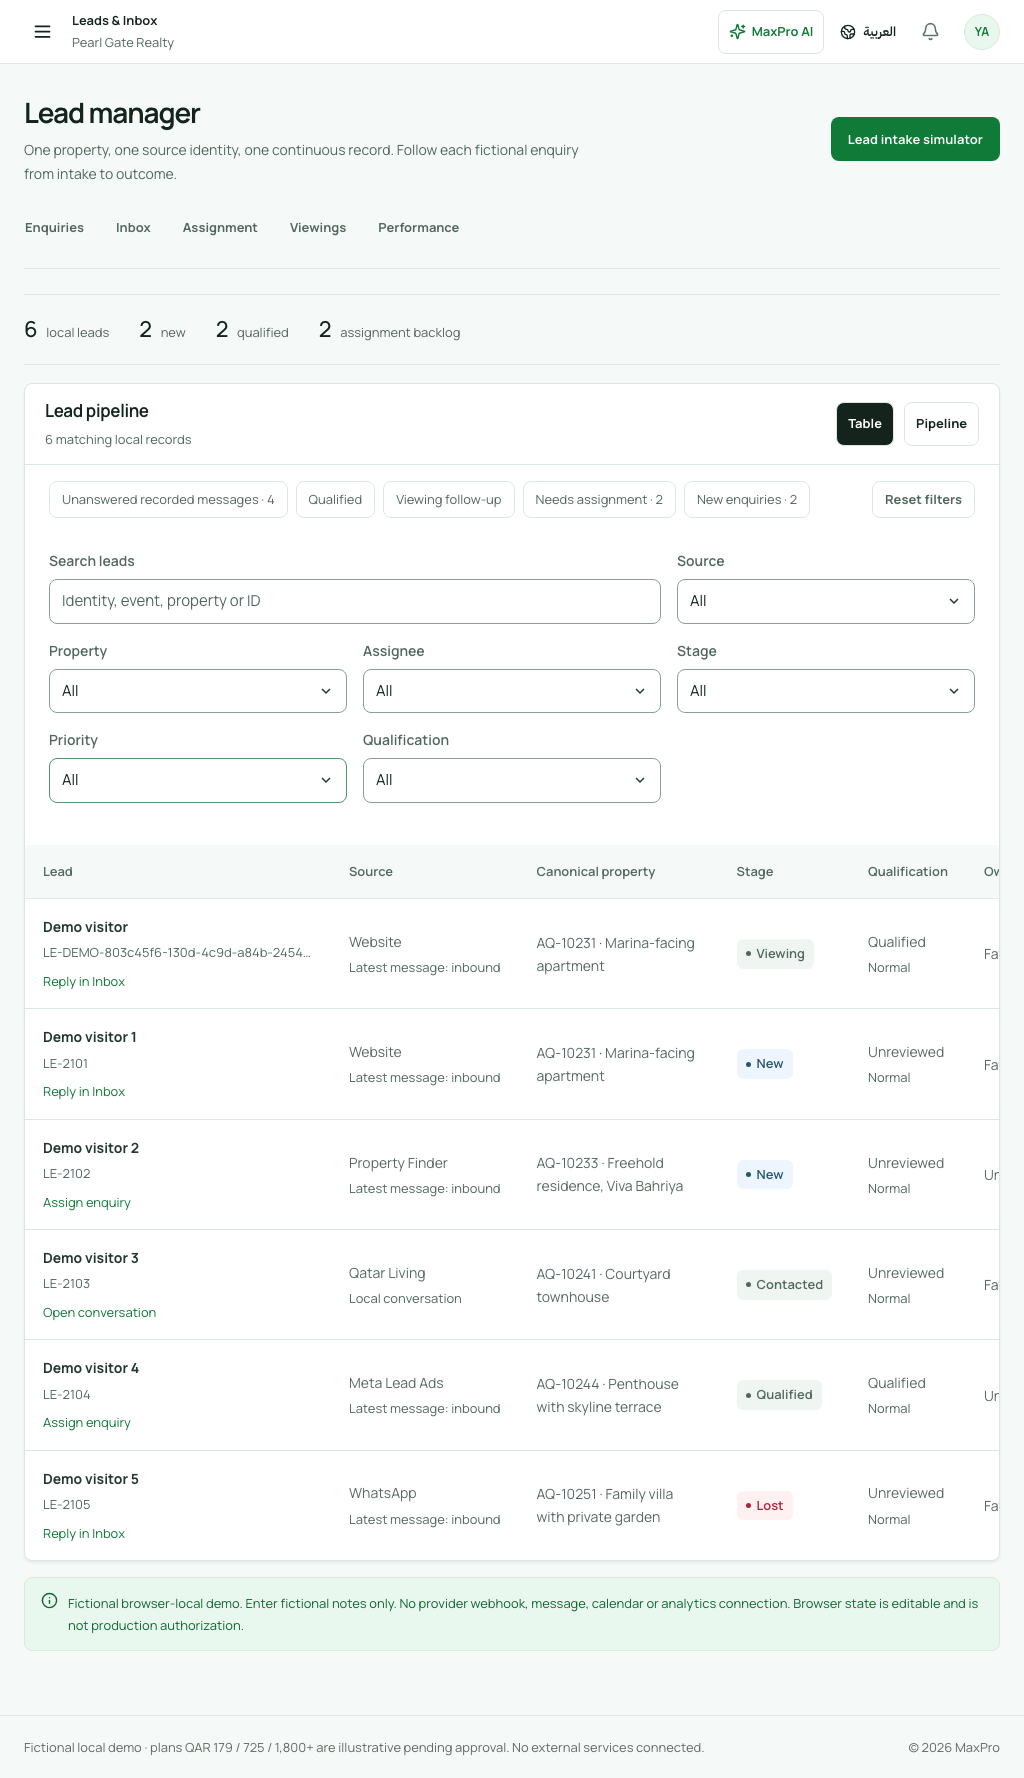 Leads & Inbox
Pearl Gate Realty
MaxPro AI
العربية
YA
Lead manager
One property, one source identity, one continuous record. Follow each fictional enquiry
from intake to outcome.
Lead intake simulator
Enquiries Inbox Assignment Viewings Performance
6 local leads 2 new 2 qualified 2 assignment backlog
Lead pipeline
6 matching local records
Table Pipeline
Unanswered recorded messages · 4 Qualified Viewing follow-up Needs assignment · 2 New enquiries · 2 Reset filters
Search leads Source
Identity, event, property or ID All
Property Assignee Stage
All All All
Priority Qualification
All All
Lead Source Canonical property Stage Qualification
Demo visitor
LE-DEMO-803c45f6-130d-4c9d-a84b-2454…
Reply in Inbox
Website
Latest message: inbound
AQ-10231 · Marina-facing
apartment
Viewing
Qualified
Normal
Fa
Demo visitor 1
LE-2101
Reply in Inbox
Website
Latest message: inbound
AQ-10231 · Marina-facing
apartment
New
Unreviewed
Normal
Fa
Demo visitor 2
LE-2102
Assign enquiry
Property Finder
Latest message: inbound
AQ-10233 · Freehold
residence, Viva Bahriya
New
Unreviewed
Normal
Un
Demo visitor 3
LE-2103
Open conversation
Qatar Living
Local conversation
AQ-10241 · Courtyard
townhouse
Contacted
Unreviewed
Normal
Fa
Demo visitor 4
LE-2104
Assign enquiry
Meta Lead Ads
Latest message: inbound
AQ-10244 · Penthouse
with skyline terrace
Qualified
Qualified
Normal
Un
Demo visitor 5
LE-2105
Reply in Inbox
WhatsApp
Latest message: inbound
AQ-10251 · Family villa
with private garden
Lost
Unreviewed
Normal
Fa
Fictional browser-local demo. Enter fictional notes only. No provider webhook, message, calendar or analytics connection. Browser state is editable and is
not production authorization.
Fictional local demo · plans QAR 179 / 725 / 1,800+ are illustrative pending approval. No external services connected.
© 2026 MaxPro